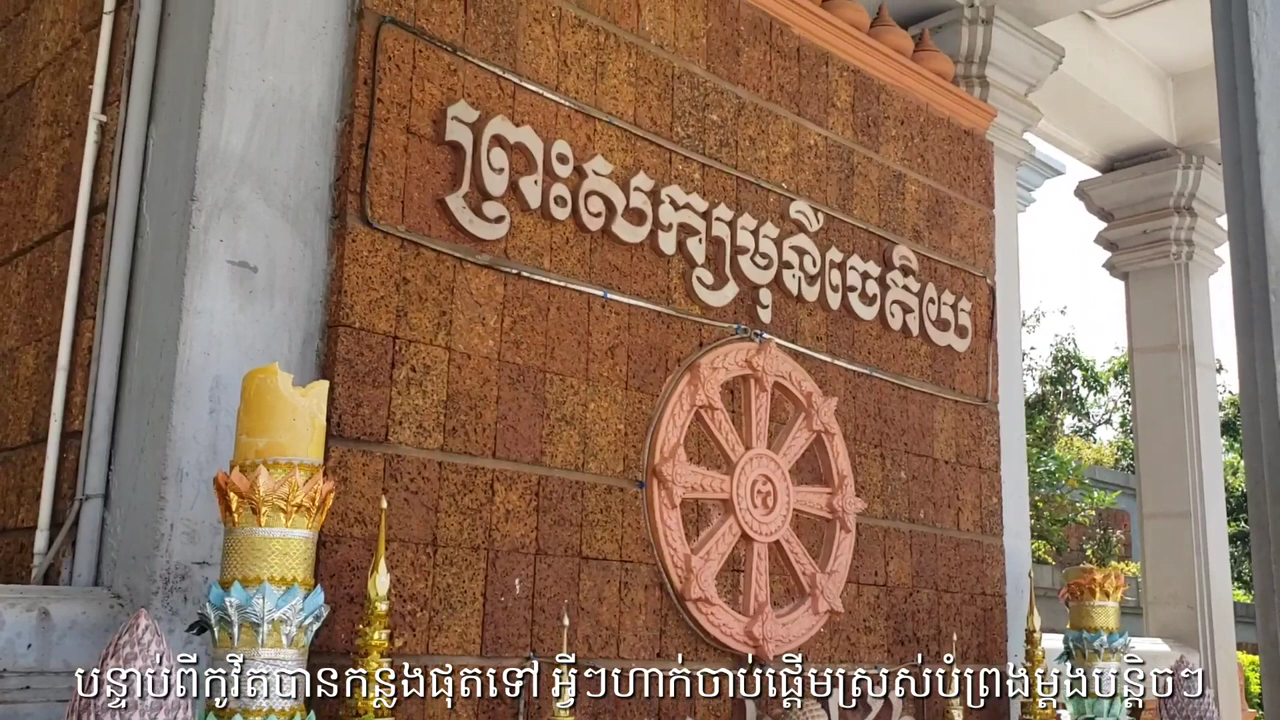 ព្រះសក្យមុនីចេតិយ
បន្ទាប់ពីកូវីតបានកន្លងផុតទៅ អ្វីៗហាក់ចាប់ផ្ដើមស្រស់បំព្រងម្ដងបន្តិចៗ